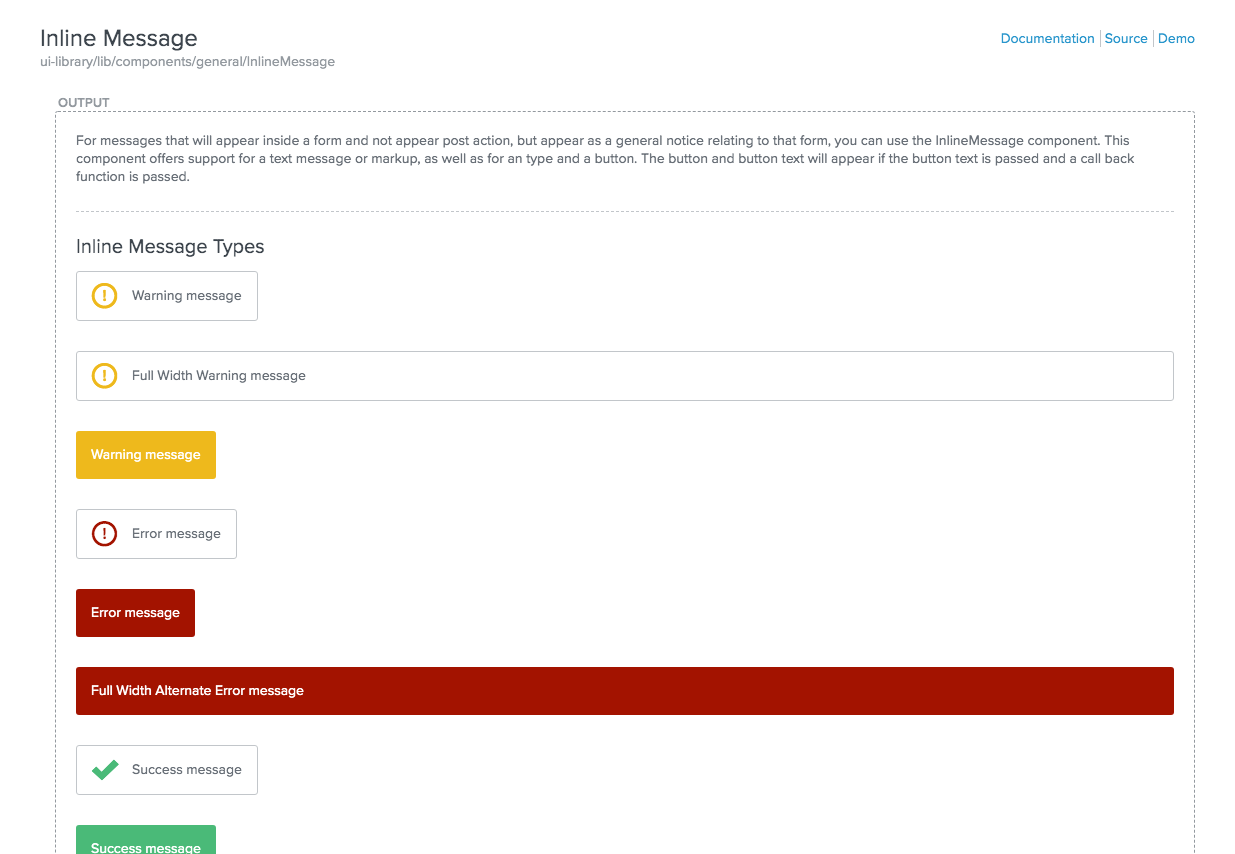 Inline Message
Documentation Source Demo
ui-library/lib/components/general/InlineMessage
OUTPUT
For messages that will appear inside a form and not appear post action, but appear as a general notice relating to that form, you can use the InlineMessage component. This
component offers support for a text message or markup, as well as for an type and a button. The button and button text will appear if the button text is passed and a call back
function is passed.
Inline Message Types
Warning message
Full Width Warning message
Warning message
Error message
Error message
Full Width Alternate Error message
Success message
Success message